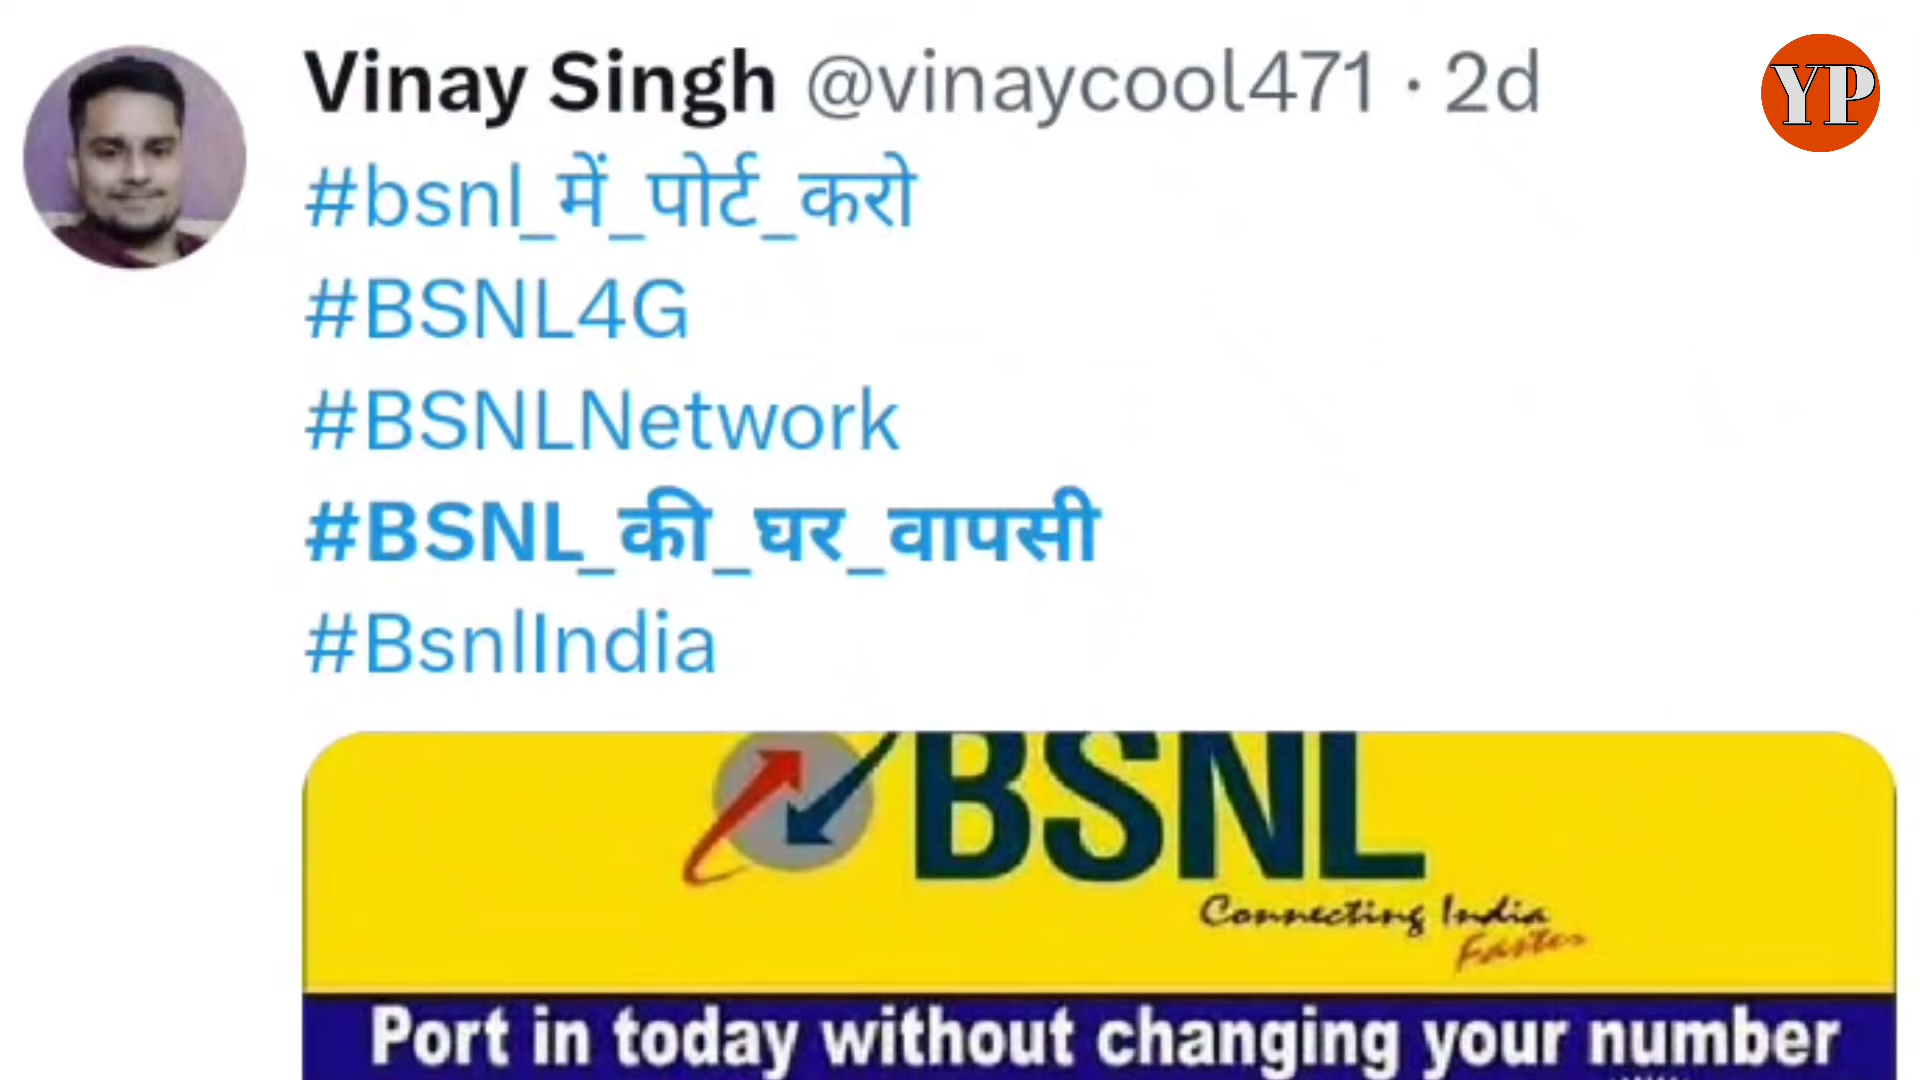 Vinay Singh @vinaycool471 · 2d
YP
#bsnl_में_पोर्ट_करो
#BSNL4G
#BSNLNetwork
#BSNL_की_घर_वापसी
#BsnlIndia
BSNL
Connecting India
Faster
Port in today without changing your number